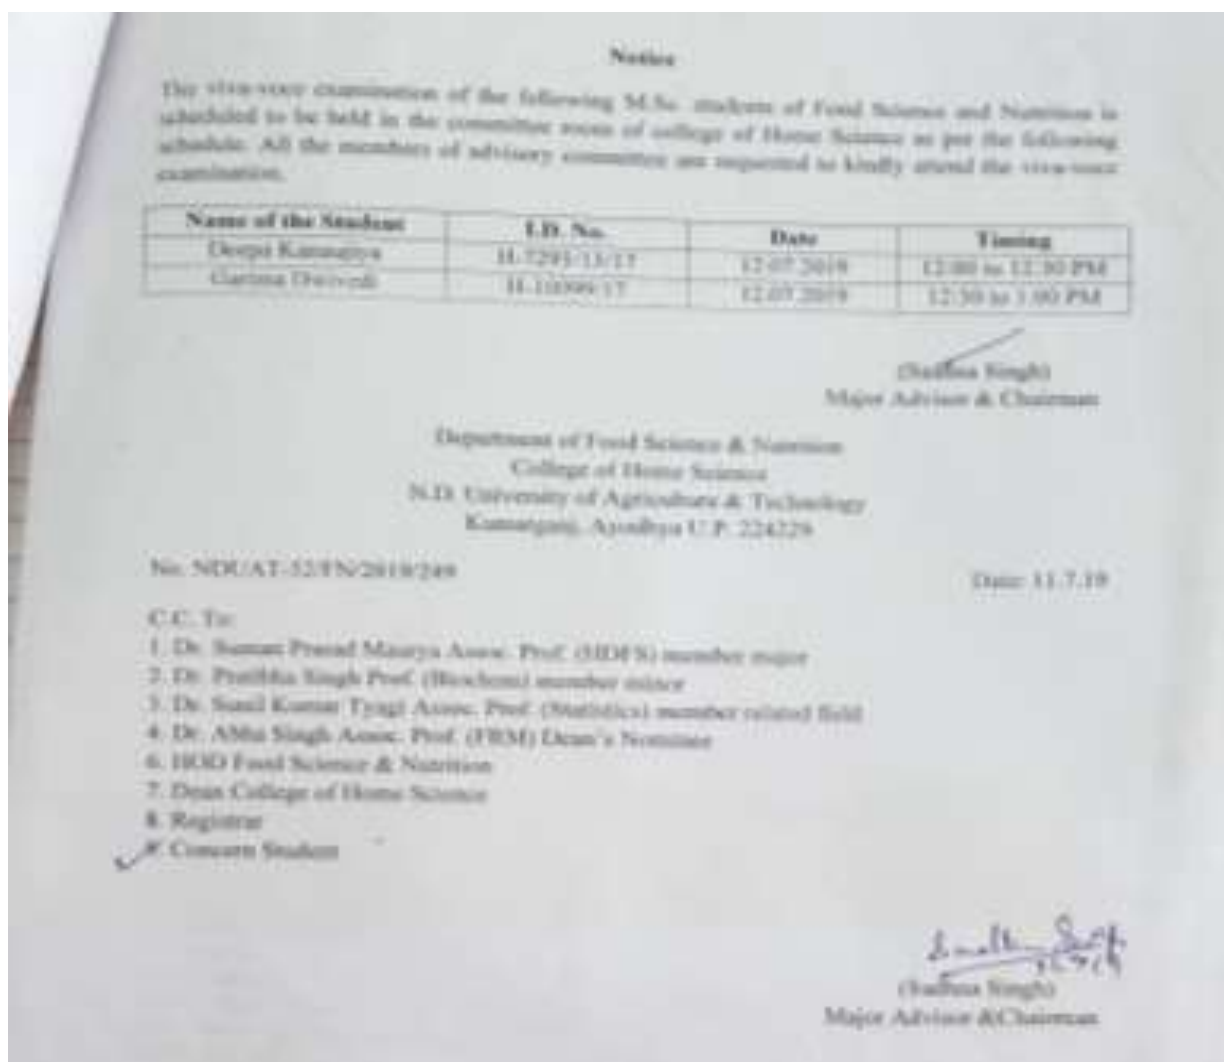 Notice
The viva-voce examination of the following M.Sc. students of Food Science and Nutrition is
scheduled to be held in the committee room of college of Home Science as per the following
schedule. All the members of advisory committee are requested to kindly attend the viva-voce
examination.
Name of the Student I.D. No. Date Timing
Deepa 12.07.2019 12:00 to 12:30 PM
Garima Dwivedi 12.07.2019 12:30 to 1:00 PM
(Sadhna Singh)
Major Advisor & Chairman
Department of Food Science & Nutrition
College of Home Science
N.D. University of Agriculture & Technology
Kumarganj, Ayodhya U.P. 224229
No. NDUAT-52/FN/2019/249
Date: 11.7.19
C.C. To:
1. Dr. Suman Prasad Maurya Assoc. Prof. (HDFS) member major
2. Dr. Pratibha Singh Prof. (Biochem) member minor
3. Dr. Sunil Kumar Tyagi Assoc. Prof. (Statistics) member related field
4. Dr. Abha Singh Assoc. Prof. (FRM) Dean's Nominee
6. HOD Food Science & Nutrition
7. Dean College of Home Science
8. Registrar
Concern Student
(Sadhna Singh)
Major Advisor &Chairman